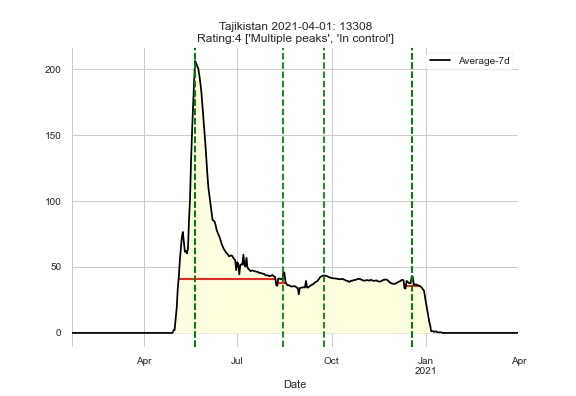 Tajikistan 2021-04-01: 13308
Rating:4 ['Multiple peaks', 'In control']
Average-7d
200
150
100
50
0
Apr
Jul
Oct
Jan
2021
Apr
Date